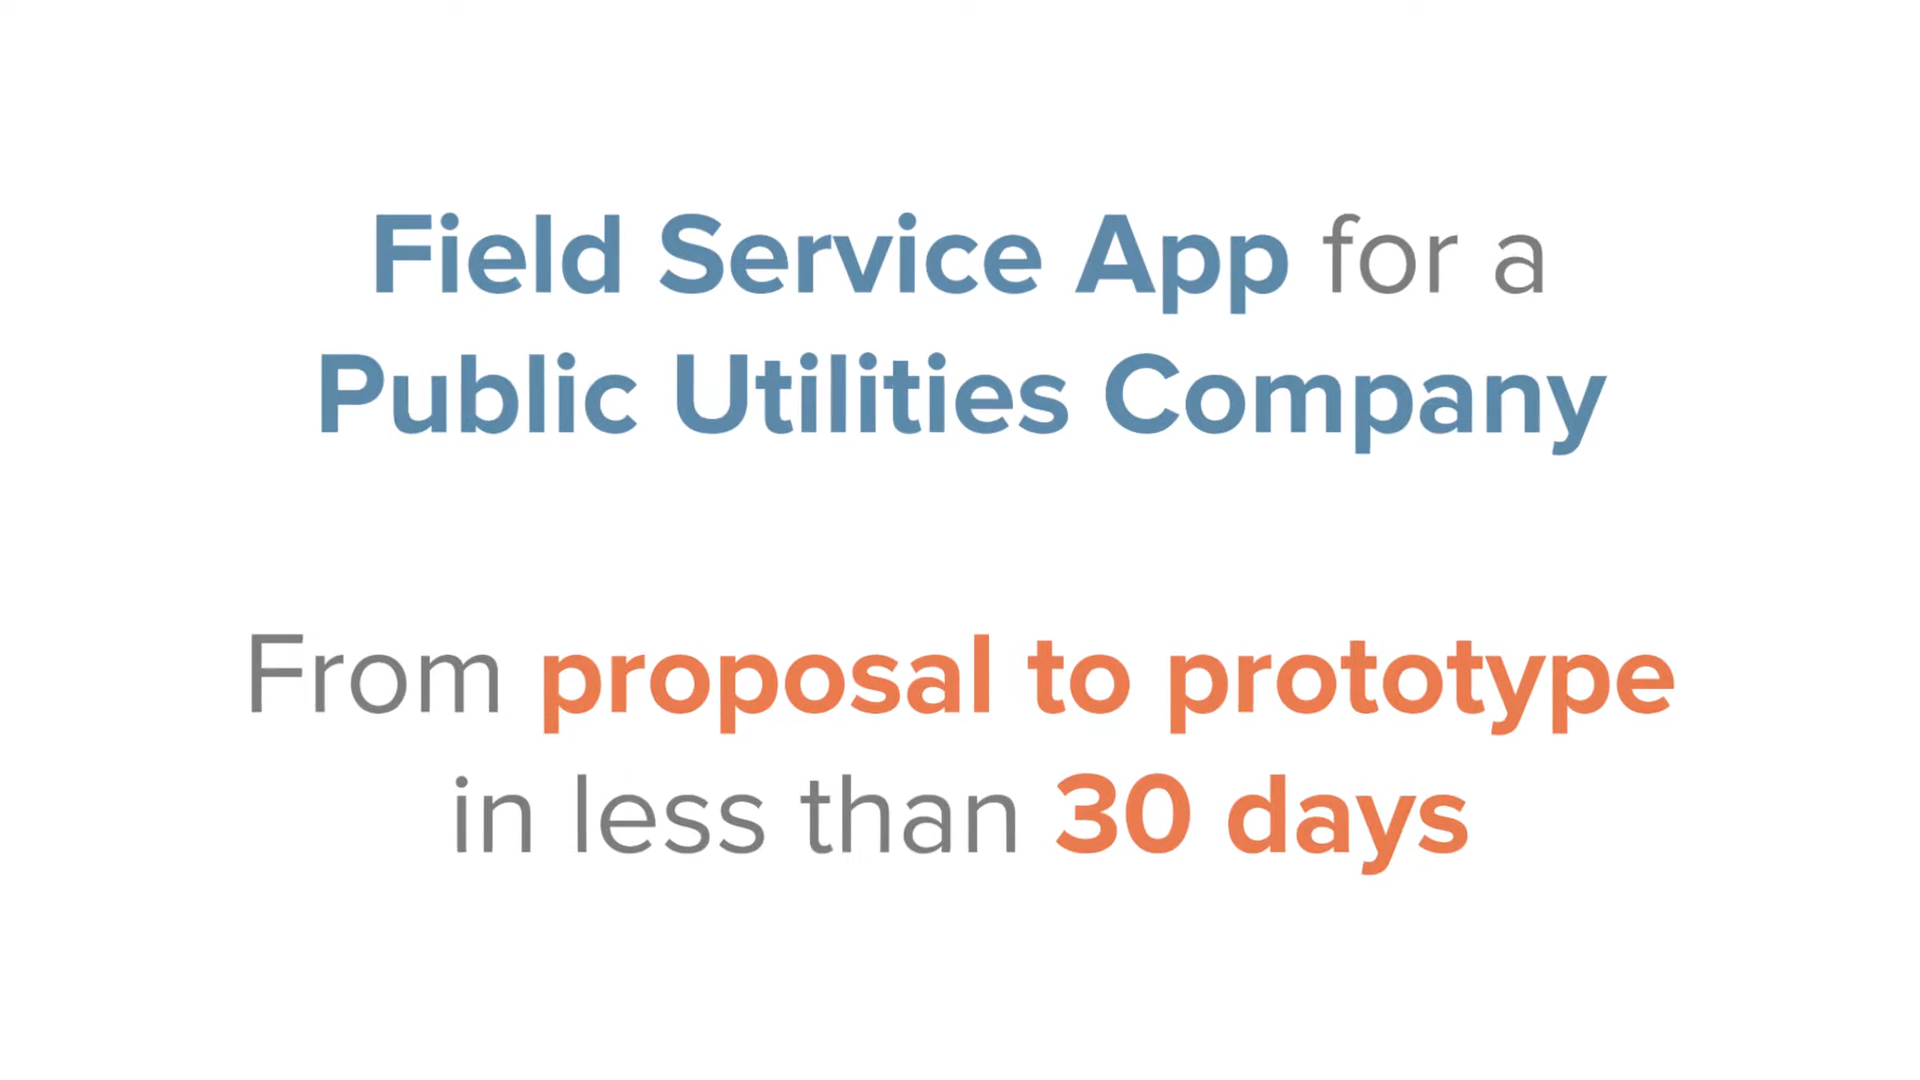 Field Service App for a
Public Utilities Company
From proposal to prototype
in less than 30 days